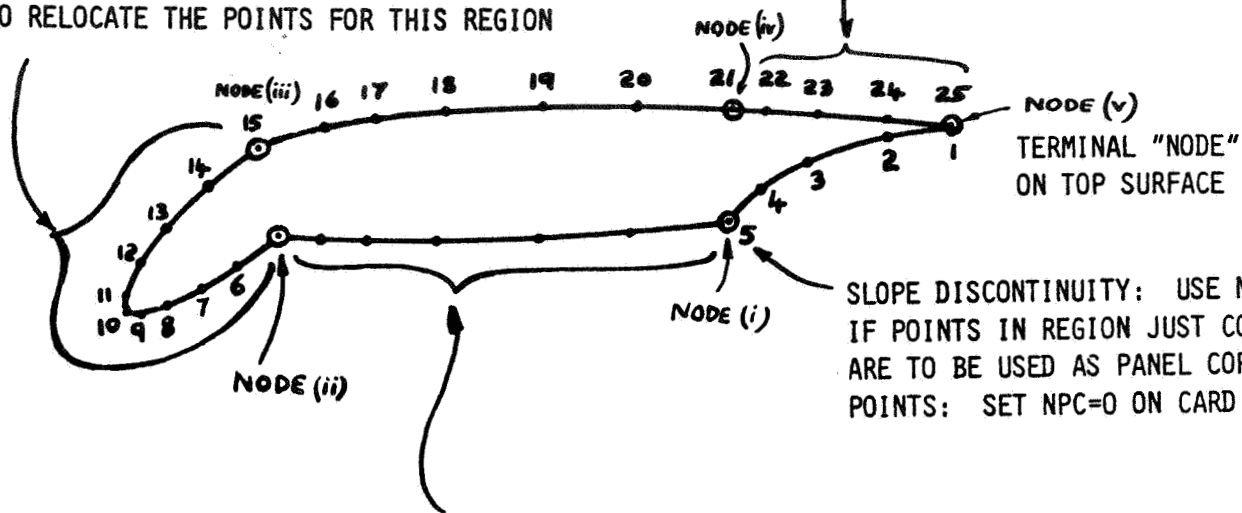 O RELOCATE THE POINTS FOR THIS REGION
NODE (iv)
NODE (iii) 16 17 18 19 20 21 22 23 24 25
15
NODE (v)
TERMINAL "NODE"
ON TOP SURFACE
14
13
12
11
10 9 8 7 6
1
2
3
4
5
NODE (i)
NODE (ii)
SLOPE DISCONTINUITY: USE
IF POINTS IN REGION JUST
ARE TO BE USED AS PANEL
POINTS: SET NPC=0 ON CARD